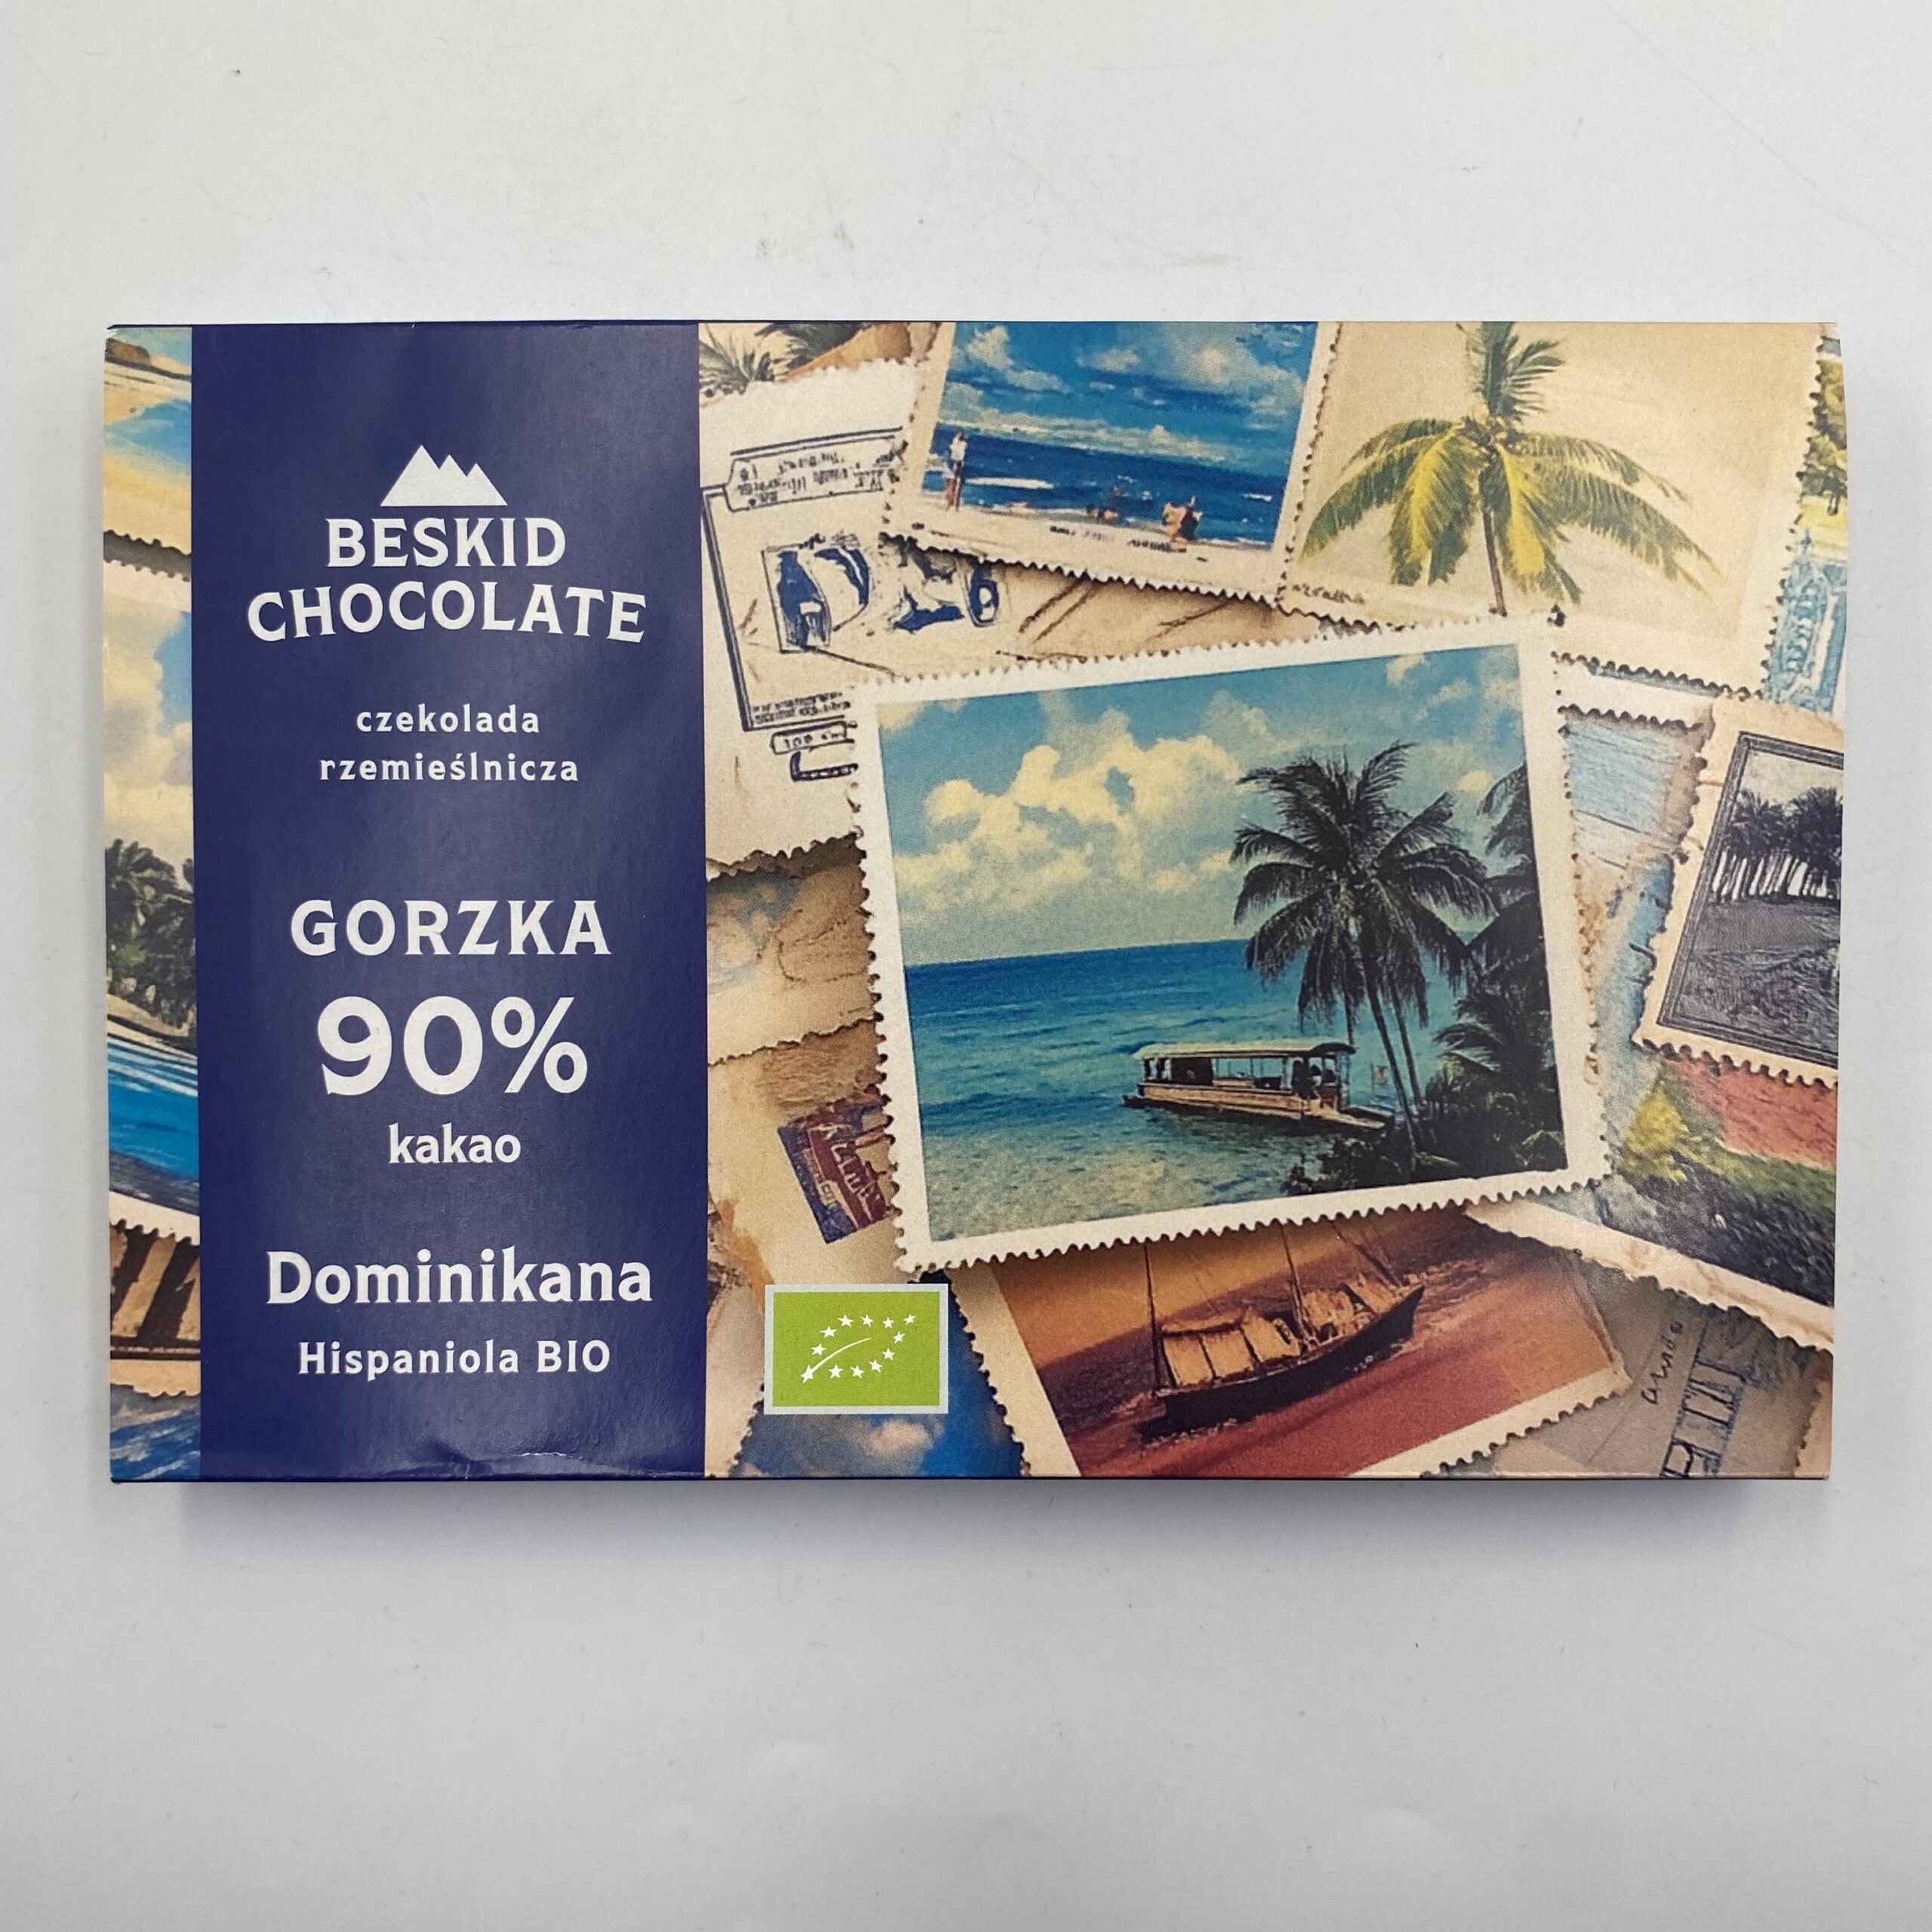 BESKID
CHOCOLATE
czekolada
rzemieślnicza
GORZKA
90%
kakao
Dominikana
Hispaniola BIO